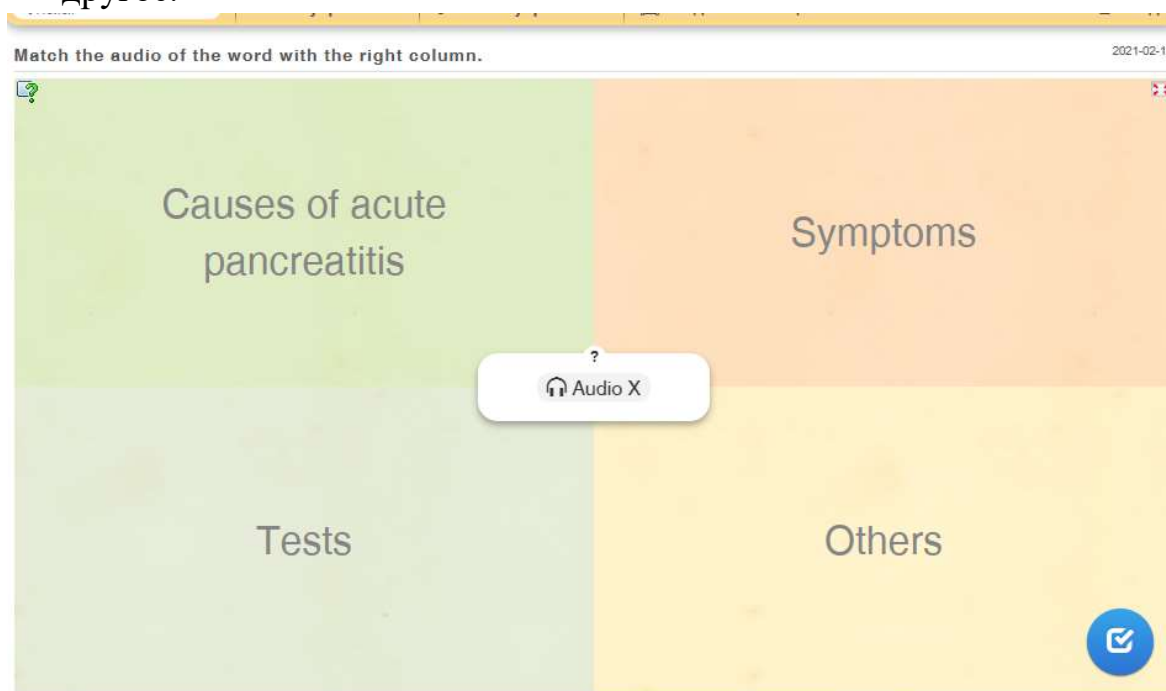 другое.
Match the audio of the word with the right column.
2021-02-1
Causes of acute
pancreatitis
Symptoms
?
Audio X
Tests
Others